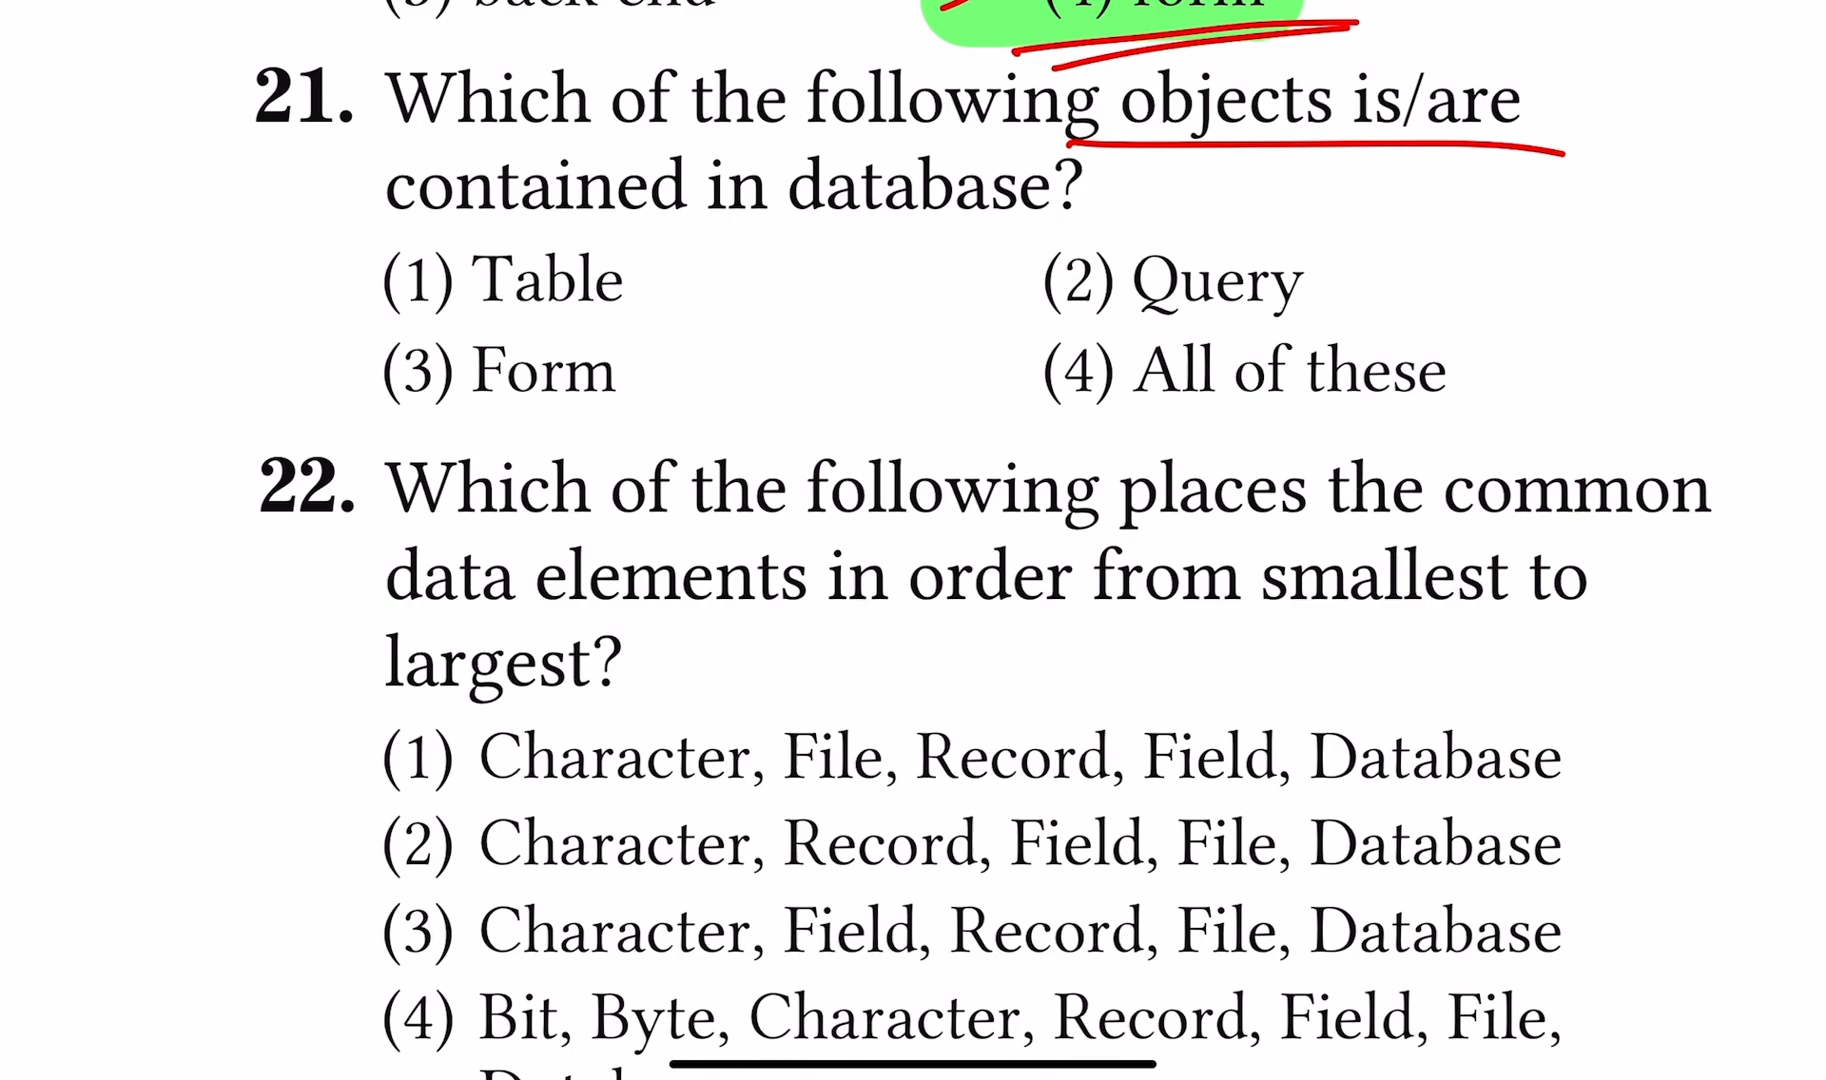 21. Which of the following objects is/are
contained in database?
(1) Table (2) Query
(3) Form (4) All of these
22. Which of the following places the common
data elements in order from smallest to
largest?
(1) Character, File, Record, Field, Database
(2) Character, Record, Field, File, Database
(3) Character, Field, Record, File, Database
(4) Bit, Byte, Character, Record, Field, File,